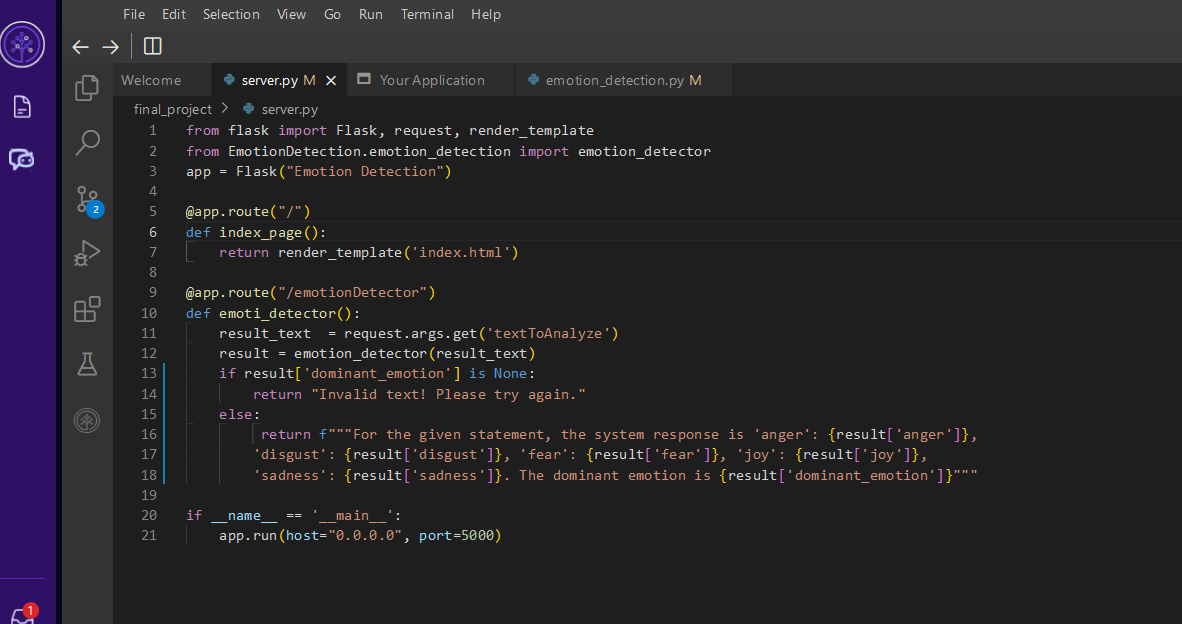 File Edit Selection View Go Run Terminal Help
Welcome server.py M Your Application emotion_detection.py M
final_project server.py
1 from flask import Flask, request, render_template
2 from EmotionDetection.emotion_detection import emotion_detector
3 app = Flask("Emotion Detection")
4
5 @app.route("/")
6 def index_page():
7     return render_template('index.html')
8
9 @app.route("/emotionDetector")
10 def emoti_detector():
11     result_text  = request.args.get('textToAnalyze')
12     result = emotion_detector(result_text)
13     if result['dominant_emotion'] is None:
14         return "Invalid text! Please try again."
15     else:
16          return f"""For the given statement, the system response is 'anger': {result['anger']},
17         'disgust': {result['disgust']}, 'fear': {result['fear']}, 'joy': {result['joy']},
18         'sadness': {result['sadness']}. The dominant emotion is {result['dominant_emotion']}"""
19
20 if __name__ == '__main__':
21     app.run(host="0.0.0.0", port=5000)
2
1